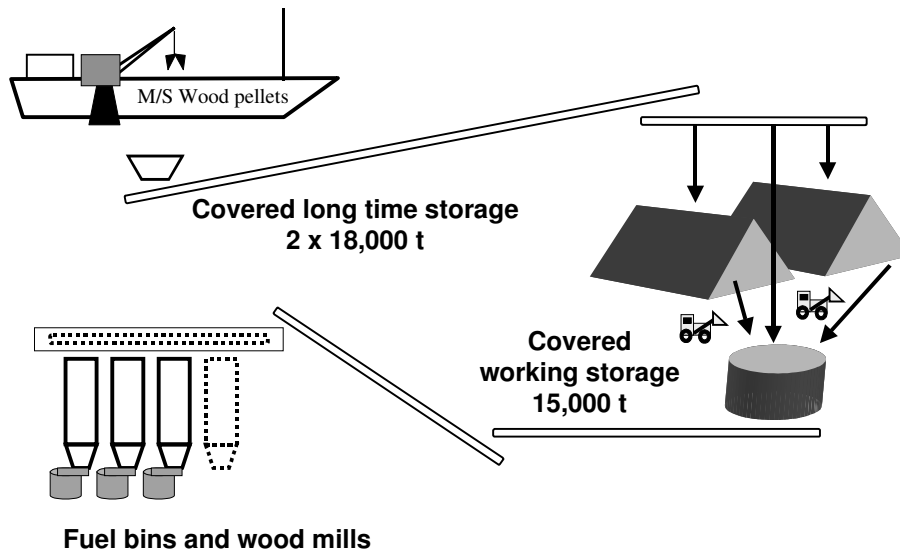 M/S Wood pellets
Covered long time storage
2 x 18,000 t
Covered
working storage
15,000 t
Fuel bins and wood mills